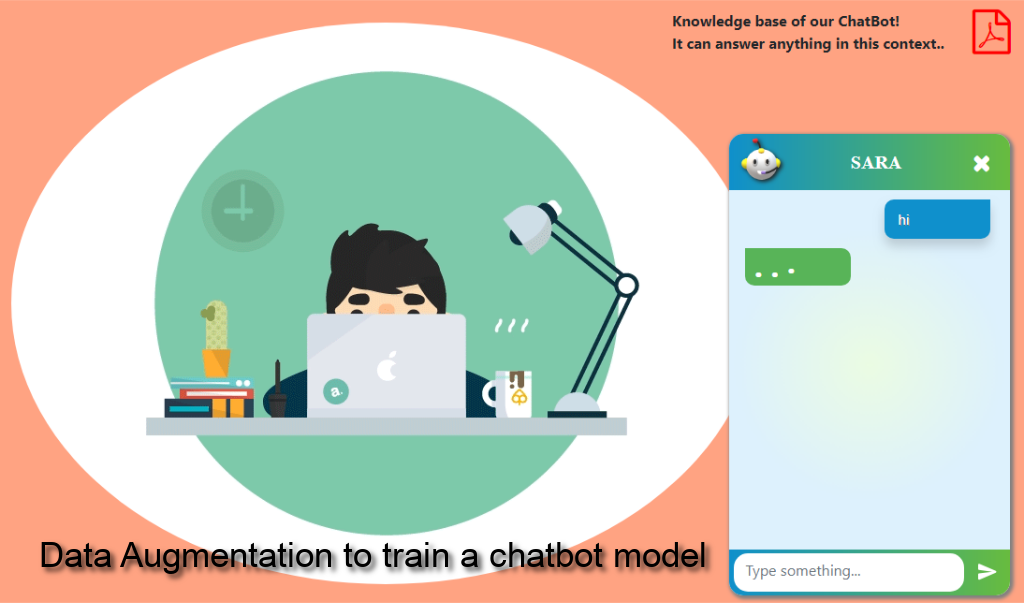 Knowledge base of our ChatBot!
It can answer anything in this context..
SARA
hi
...
a.
Data Augmentation to train a chatbot model
Type something...